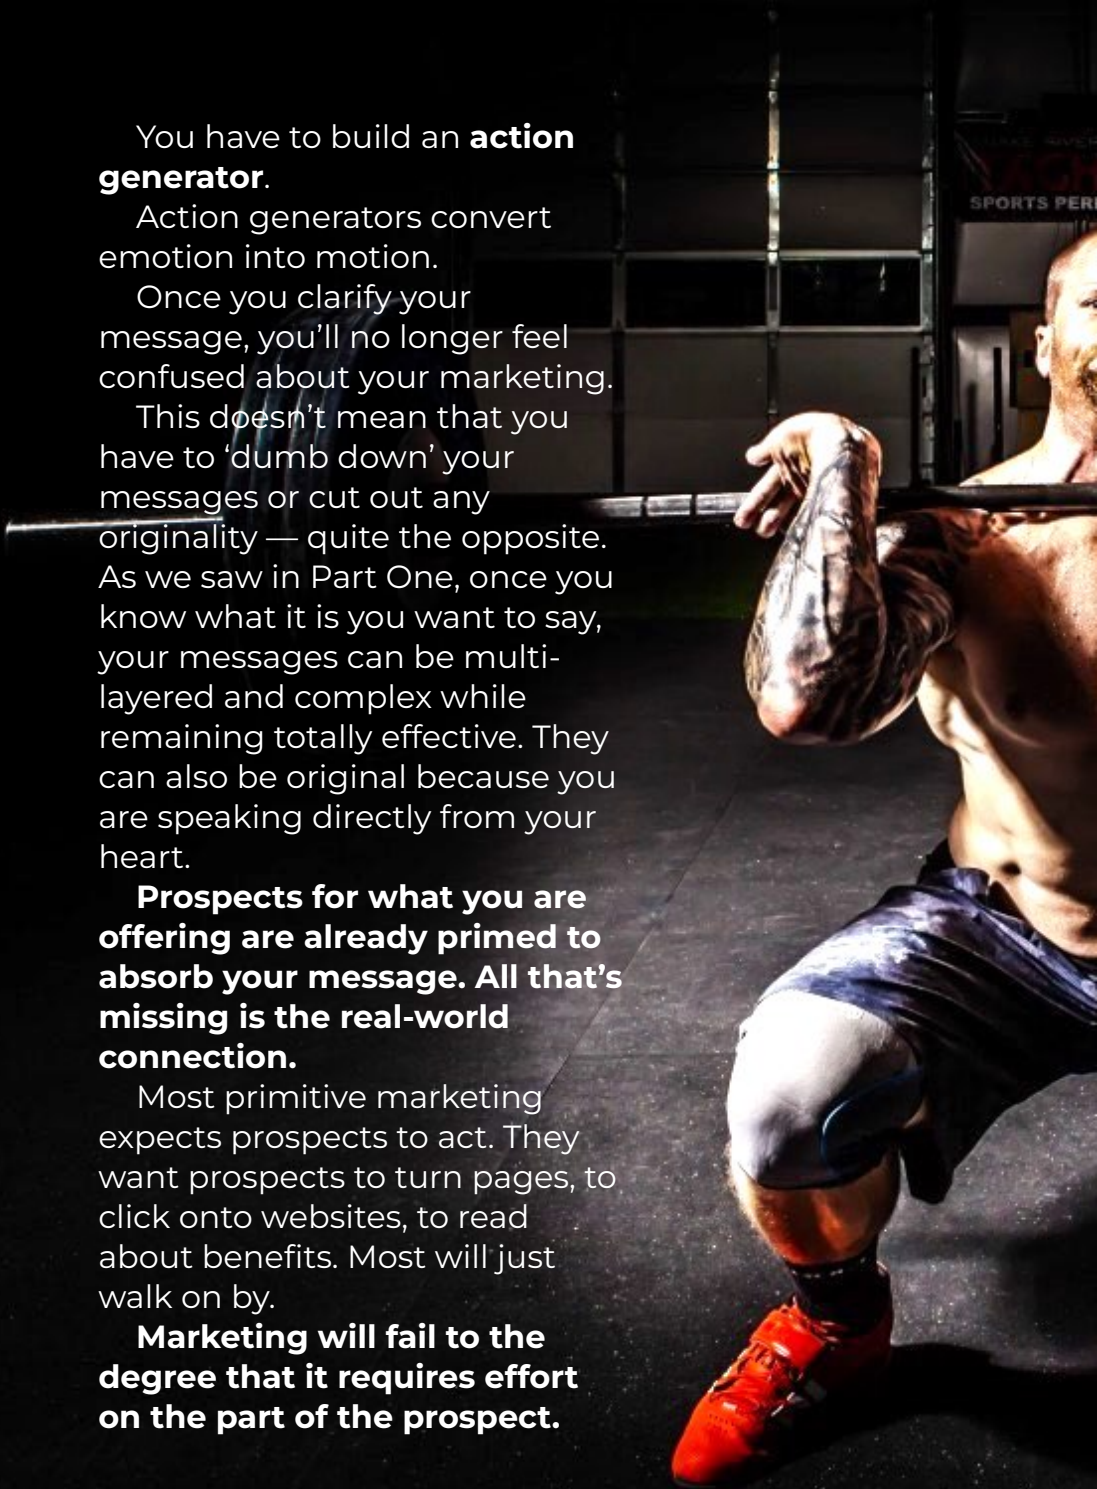 You have to build an action
generator.
Action generators convert
emotion into motion.
Once you clarify your
message, you’ll no longer feel
confused about your marketing.
This doesn’t mean that you
have to ‘dumb down’ your
messages or cut out any
originality — quite the opposite.
As we saw in Part One, once you
know what it is you want to say,
your messages can be multi-
layered and complex while
remaining totally effective. They
can also be original because you
are speaking directly from your
heart.
Prospects for what you are
offering are already primed to
absorb your message. All that’s
missing is the real-world
connection.
Most primitive marketing
expects prospects to act. They
want prospects to turn pages, to
click onto websites, to read
about benefits. Most will just
walk on by.
Marketing will fail to the
degree that it requires effort
on the part of the prospect.
SPORTS